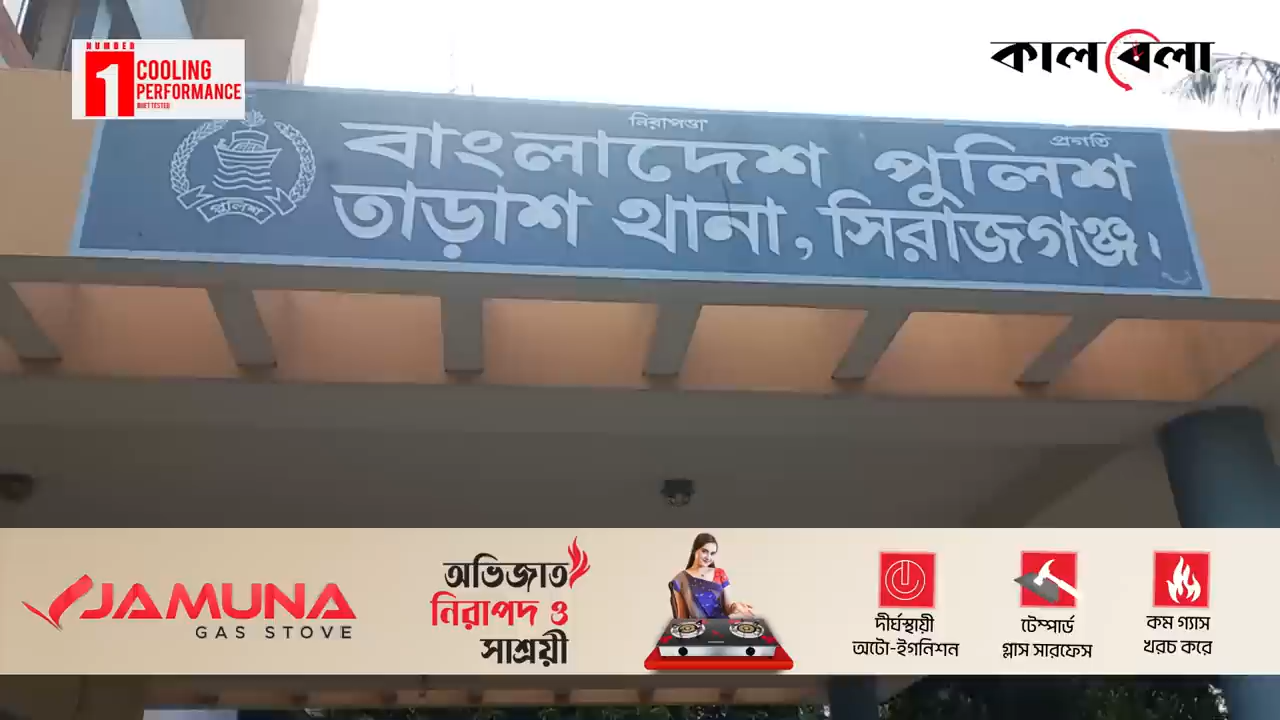 NUMBER
1
COOLING
PERFORMANCE
কালবেলা
নিরাপত্তা
প্রগতি
বাংলাদেশ পুলিশ
তাড়াশ থানা, সিরাজগঞ্জ।
পুলিশ
JAMUNA
GAS STOVE
অভিজাত
নিরাপদ ও
সাশ্রয়ী
দীর্ঘস্থায়ী
অটো-ইগনিশন
টেম্পার্ড
গ্লাস সারফেস
কম গ্যাস
খরচ করে